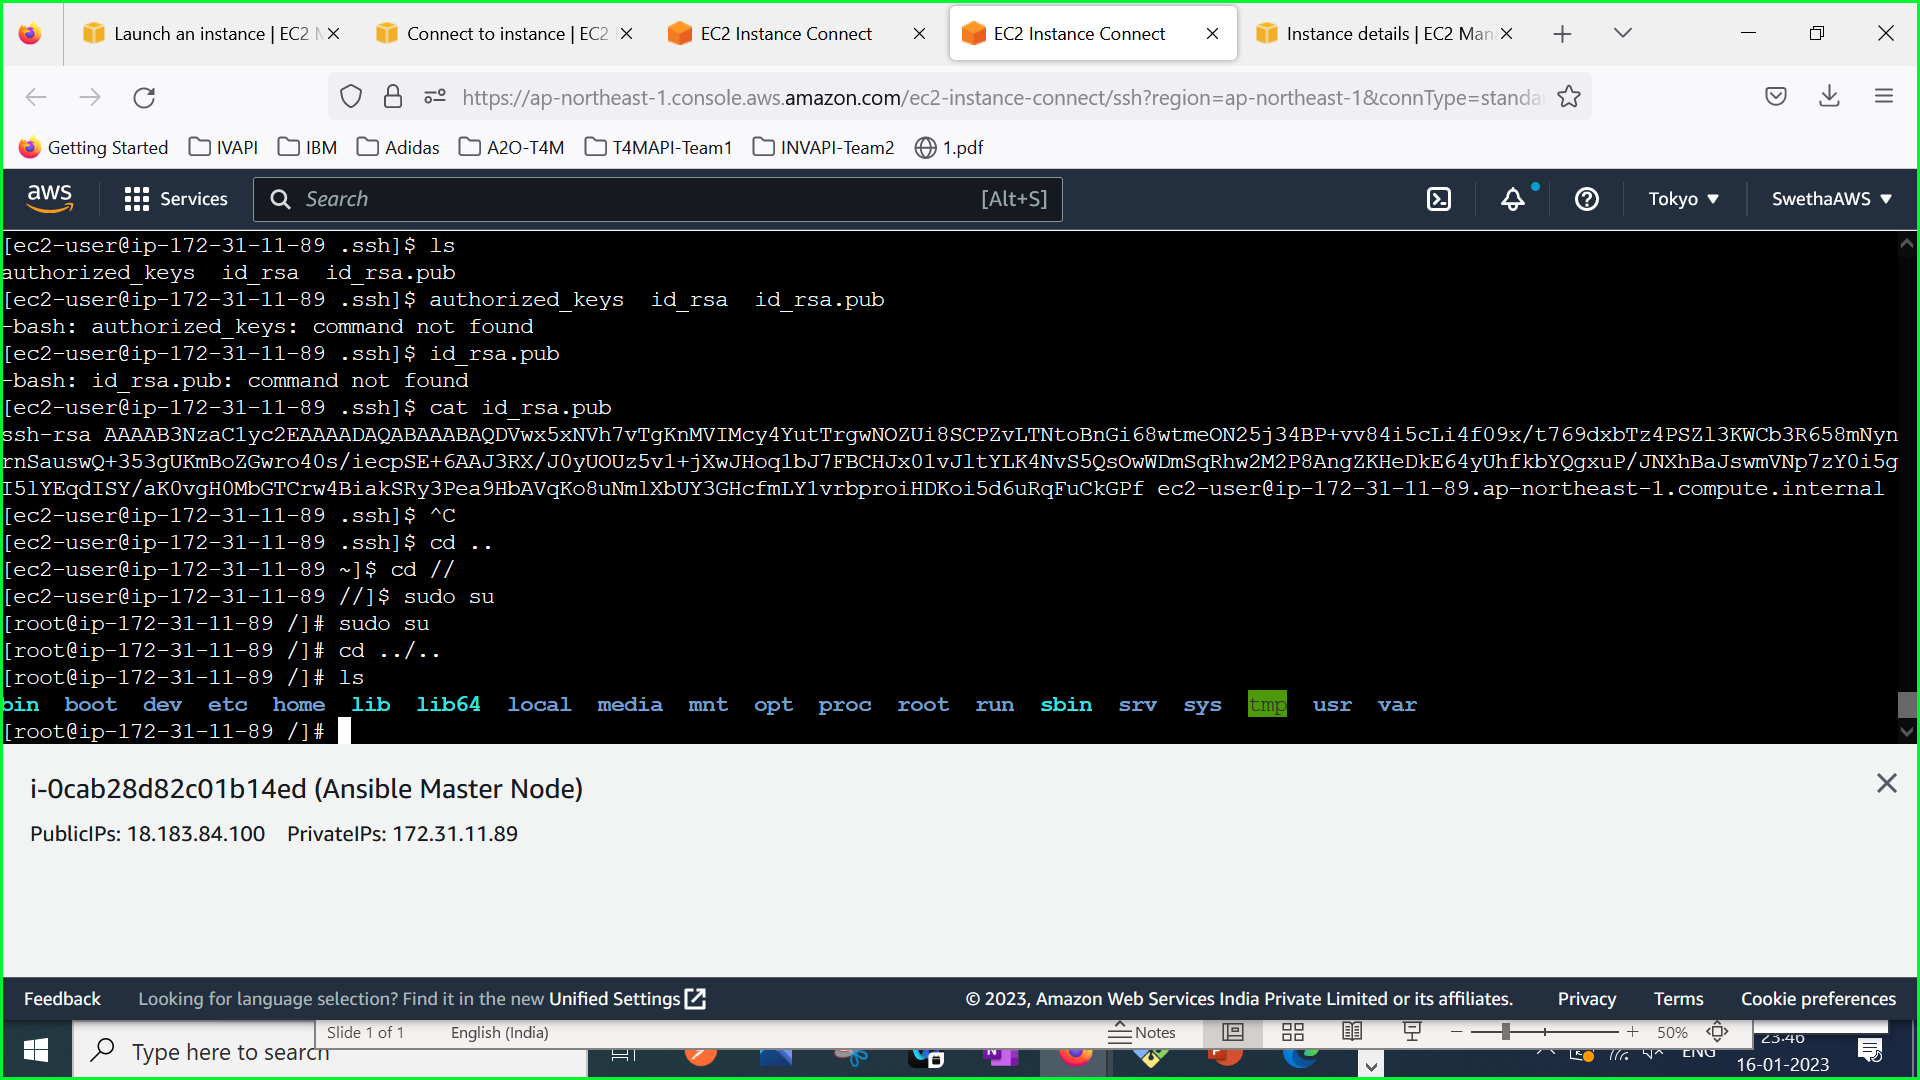 Launch an instance | EC2 M
Connect to instance | EC2
EC2 Instance Connect
EC2 Instance Connect
Instance details | EC2 Man
https://ap-northeast-1.console.aws.amazon.com/ec2-instance-connect/ssh?region=ap-northeast-1&connType=standa
Getting Started IVAPI IBM Adidas A2O-T4M T4MAPI-Team1 INVAPI-Team2 1.pdf
aws Services Search [Alt+S] Tokyo SwethaAWS
[ec2-user@ip-172-31-11-89 .ssh]$ ls
authorized_keys  id_rsa  id_rsa.pub
[ec2-user@ip-172-31-11-89 .ssh]$ authorized_keys  id_rsa  id_rsa.pub
-bash: authorized_keys: command not found
[ec2-user@ip-172-31-11-89 .ssh]$ id_rsa.pub
-bash: id_rsa.pub: command not found
[ec2-user@ip-172-31-11-89 .ssh]$ cat id_rsa.pub
ssh-rsa AAAAB3NzaC1yc2EAAAADAQABAAABAQDVwx5xNVh7vTgKnMVIMcy4YutTrgwNOZUi8SCPZvLTNtoBnGi68wtmeON25j34BP+vv84i5cLi4f09x/t769dxbTz4PSZl3KWCb3R658mNyn
rnSauswQ+353gUKmBoZGwro40s/iecpSE+6AAJ3RX/J0yUOUz5v1+jXwJHoq1bJ7FBCHJx01vJltYLK4NvS5QsOwWDmSqRhw2M2P8AngZKHeDkE64yUhfkbYQgxuP/JNXhBaJswmVNp7zY0i5g
I5lYEqdISY/aK0vgH0MbGTCrw4BiakSRy3Pea9HbAVqKo8uNmlXbUY3GHcfmLY1vrbproiHDKoi5d6uRqFuCkGPf ec2-user@ip-172-31-11-89.ap-northeast-1.compute.internal
[ec2-user@ip-172-31-11-89 .ssh]$ ^C
[ec2-user@ip-172-31-11-89 .ssh]$ cd ..
[ec2-user@ip-172-31-11-89 ~]$ cd //
[ec2-user@ip-172-31-11-89 //]$ sudo su
[root@ip-172-31-11-89 /]# sudo su
[root@ip-172-31-11-89 /]# cd ../..
[root@ip-172-31-11-89 /]# ls
bin  boot  dev  etc  home  lib  lib64  local  media  mnt  opt  proc  root  run  sbin  srv  sys  tmp  usr  var
[root@ip-172-31-11-89 /]#
i-0cab28d82c01b14ed (Ansible Master Node)
PublicIPs: 18.183.84.100 PrivateIPs: 172.31.11.89
Feedback Looking for language selection? Find it in the new Unified Settings © 2023, Amazon Web Services India Private Limited or its affiliates. Privacy Terms Cookie preferences
Slide 1 of 1 English (India) Notes 50%
Type here to search ENG 23:46
16-01-2023